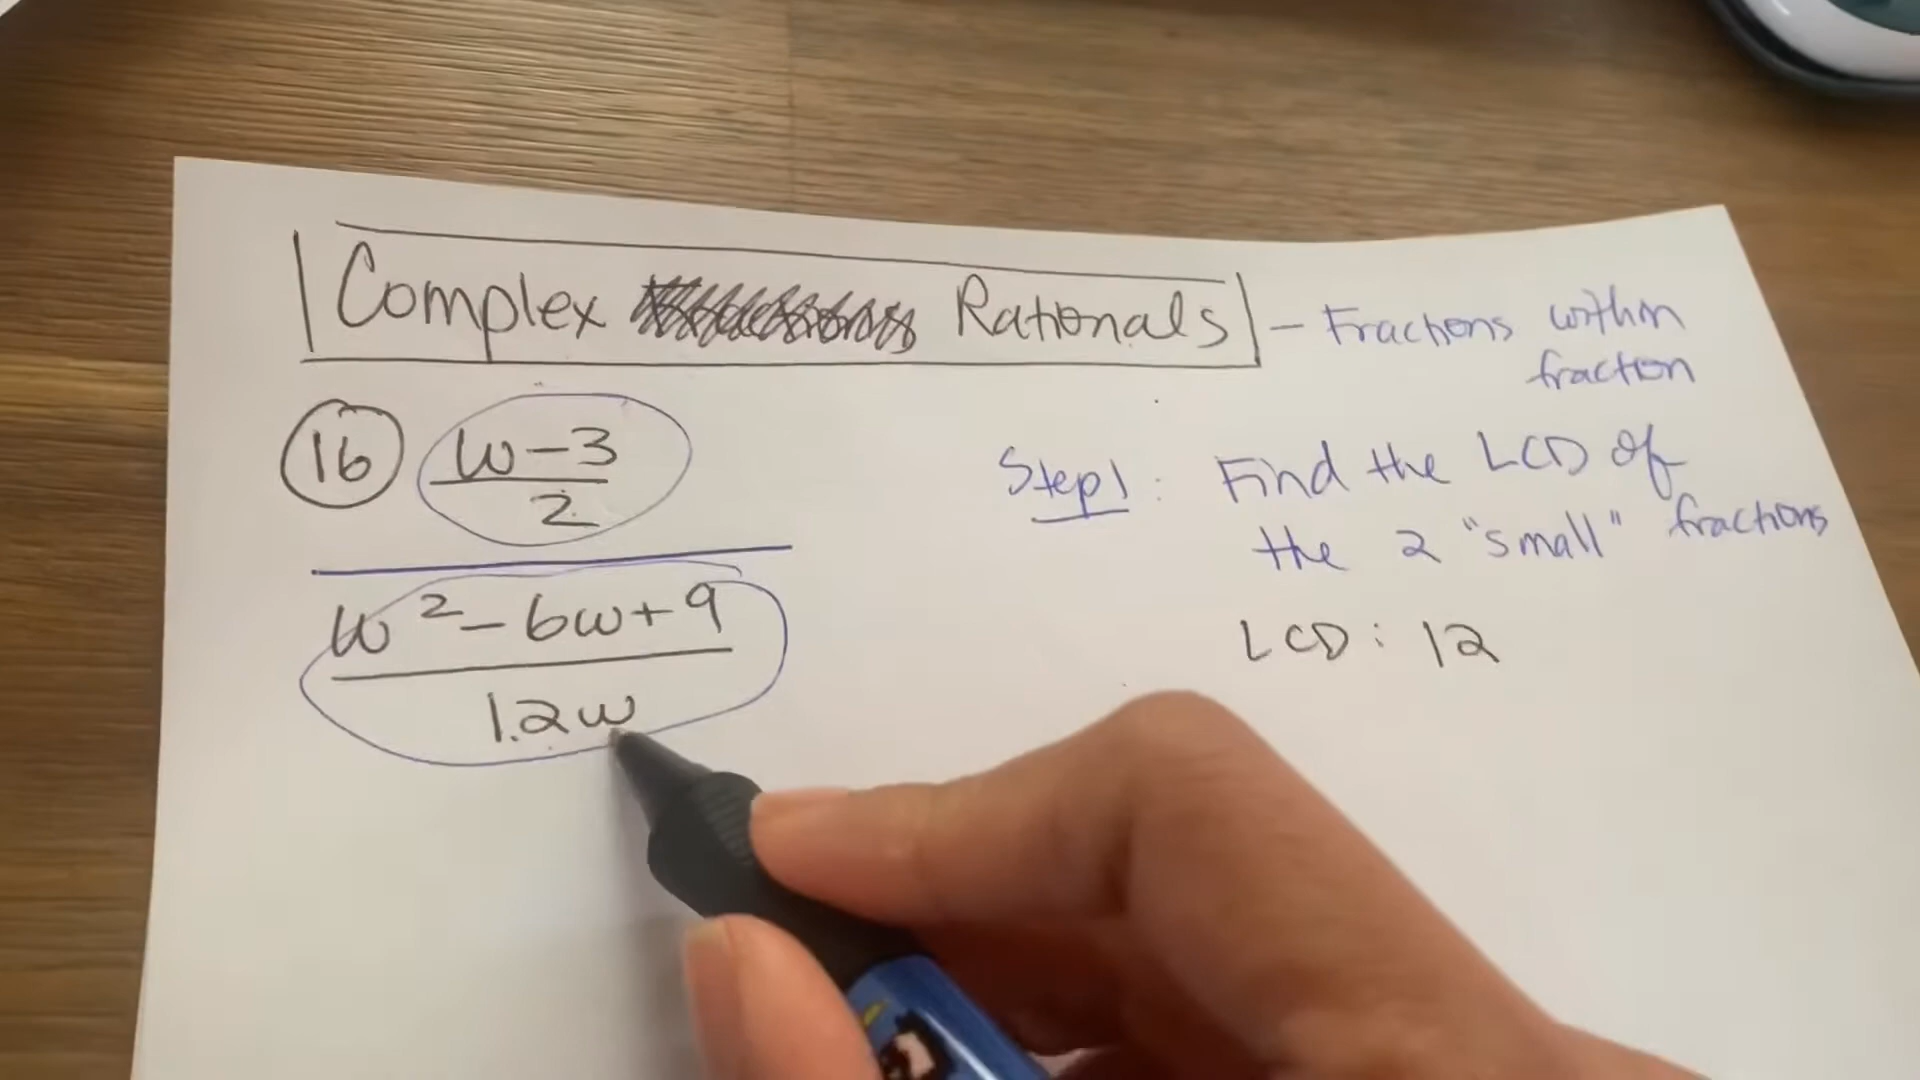 Complex Rationals - Fractions within
fraction
16 w-3
2
w²-6w+9
12w
Step 1: Find the LCD of
the 2 "small" fractions
LCD: 12